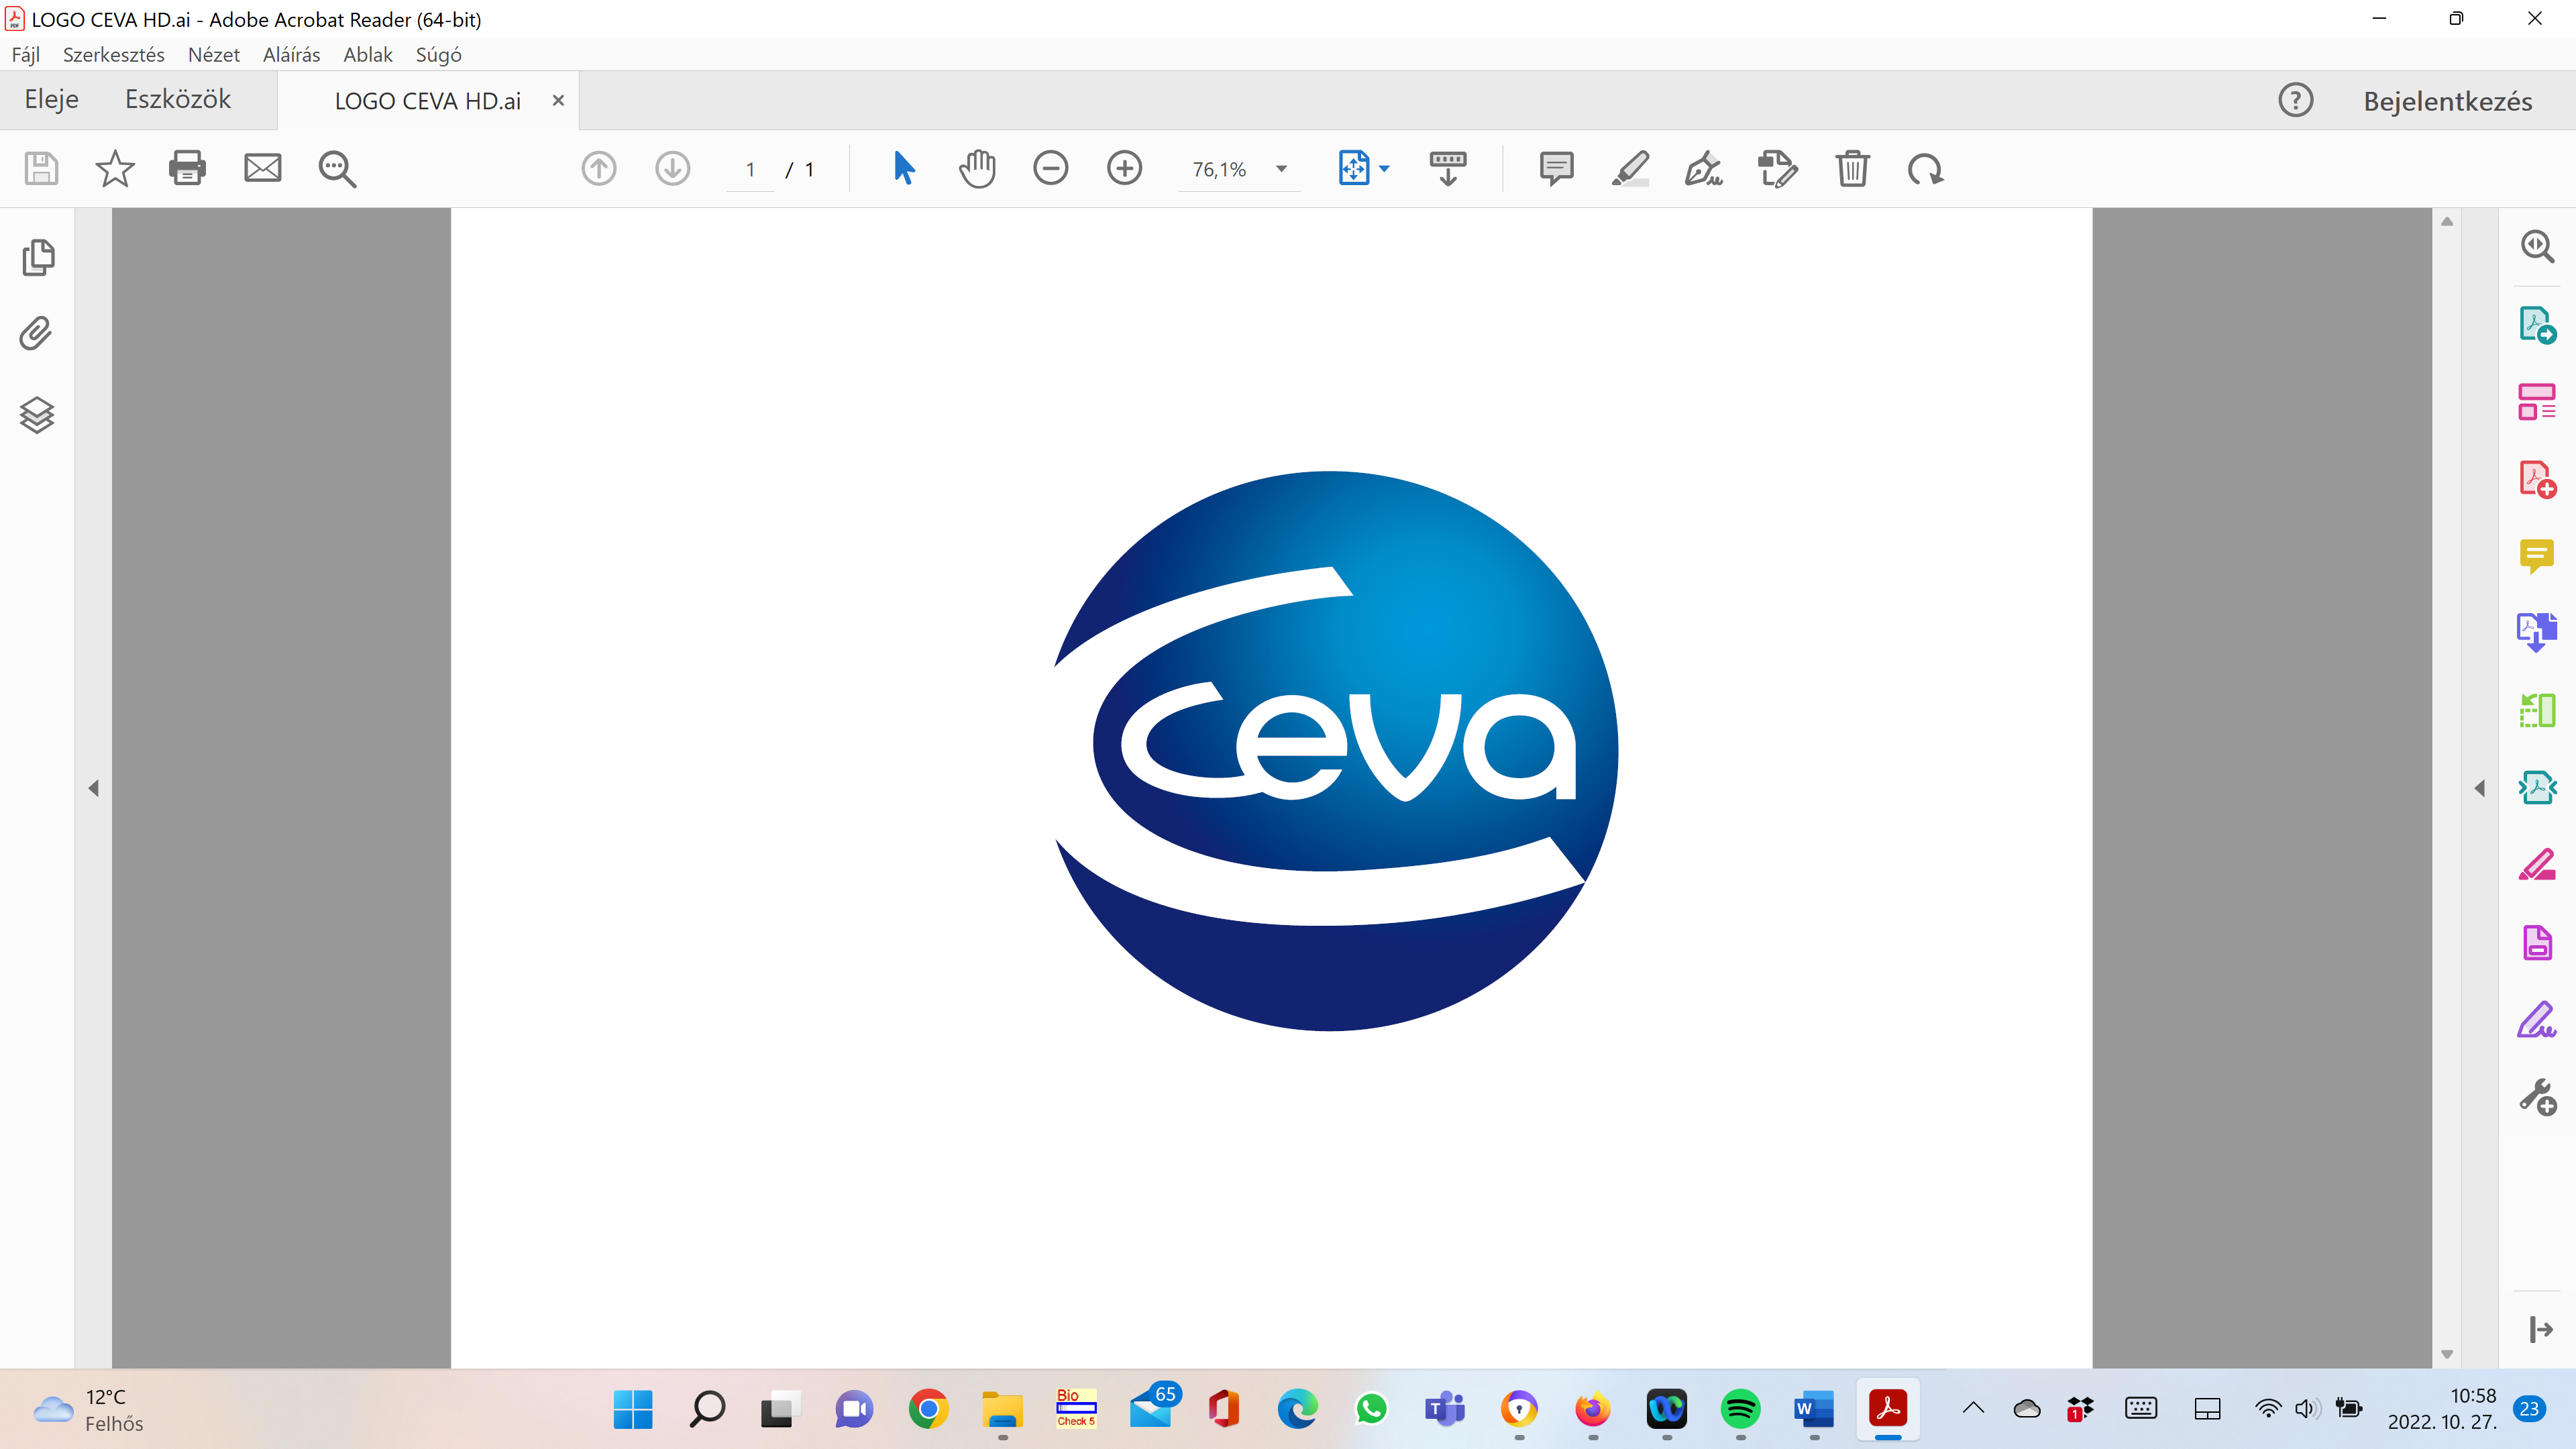 LOGO CEVA HD.ai - Adobe Acrobat Reader (64-bit)
Fájl Szerkesztés Nézet Aláírás Ablak Súgó
Eleje Eszközök LOGO CEVA HD.ai × ? Bejelentkezés
1 / 1 76,1%
ceva
12°C
Felhős
Bio
Check 5
65
T
W
1
10:58
2022. 10. 27.
23